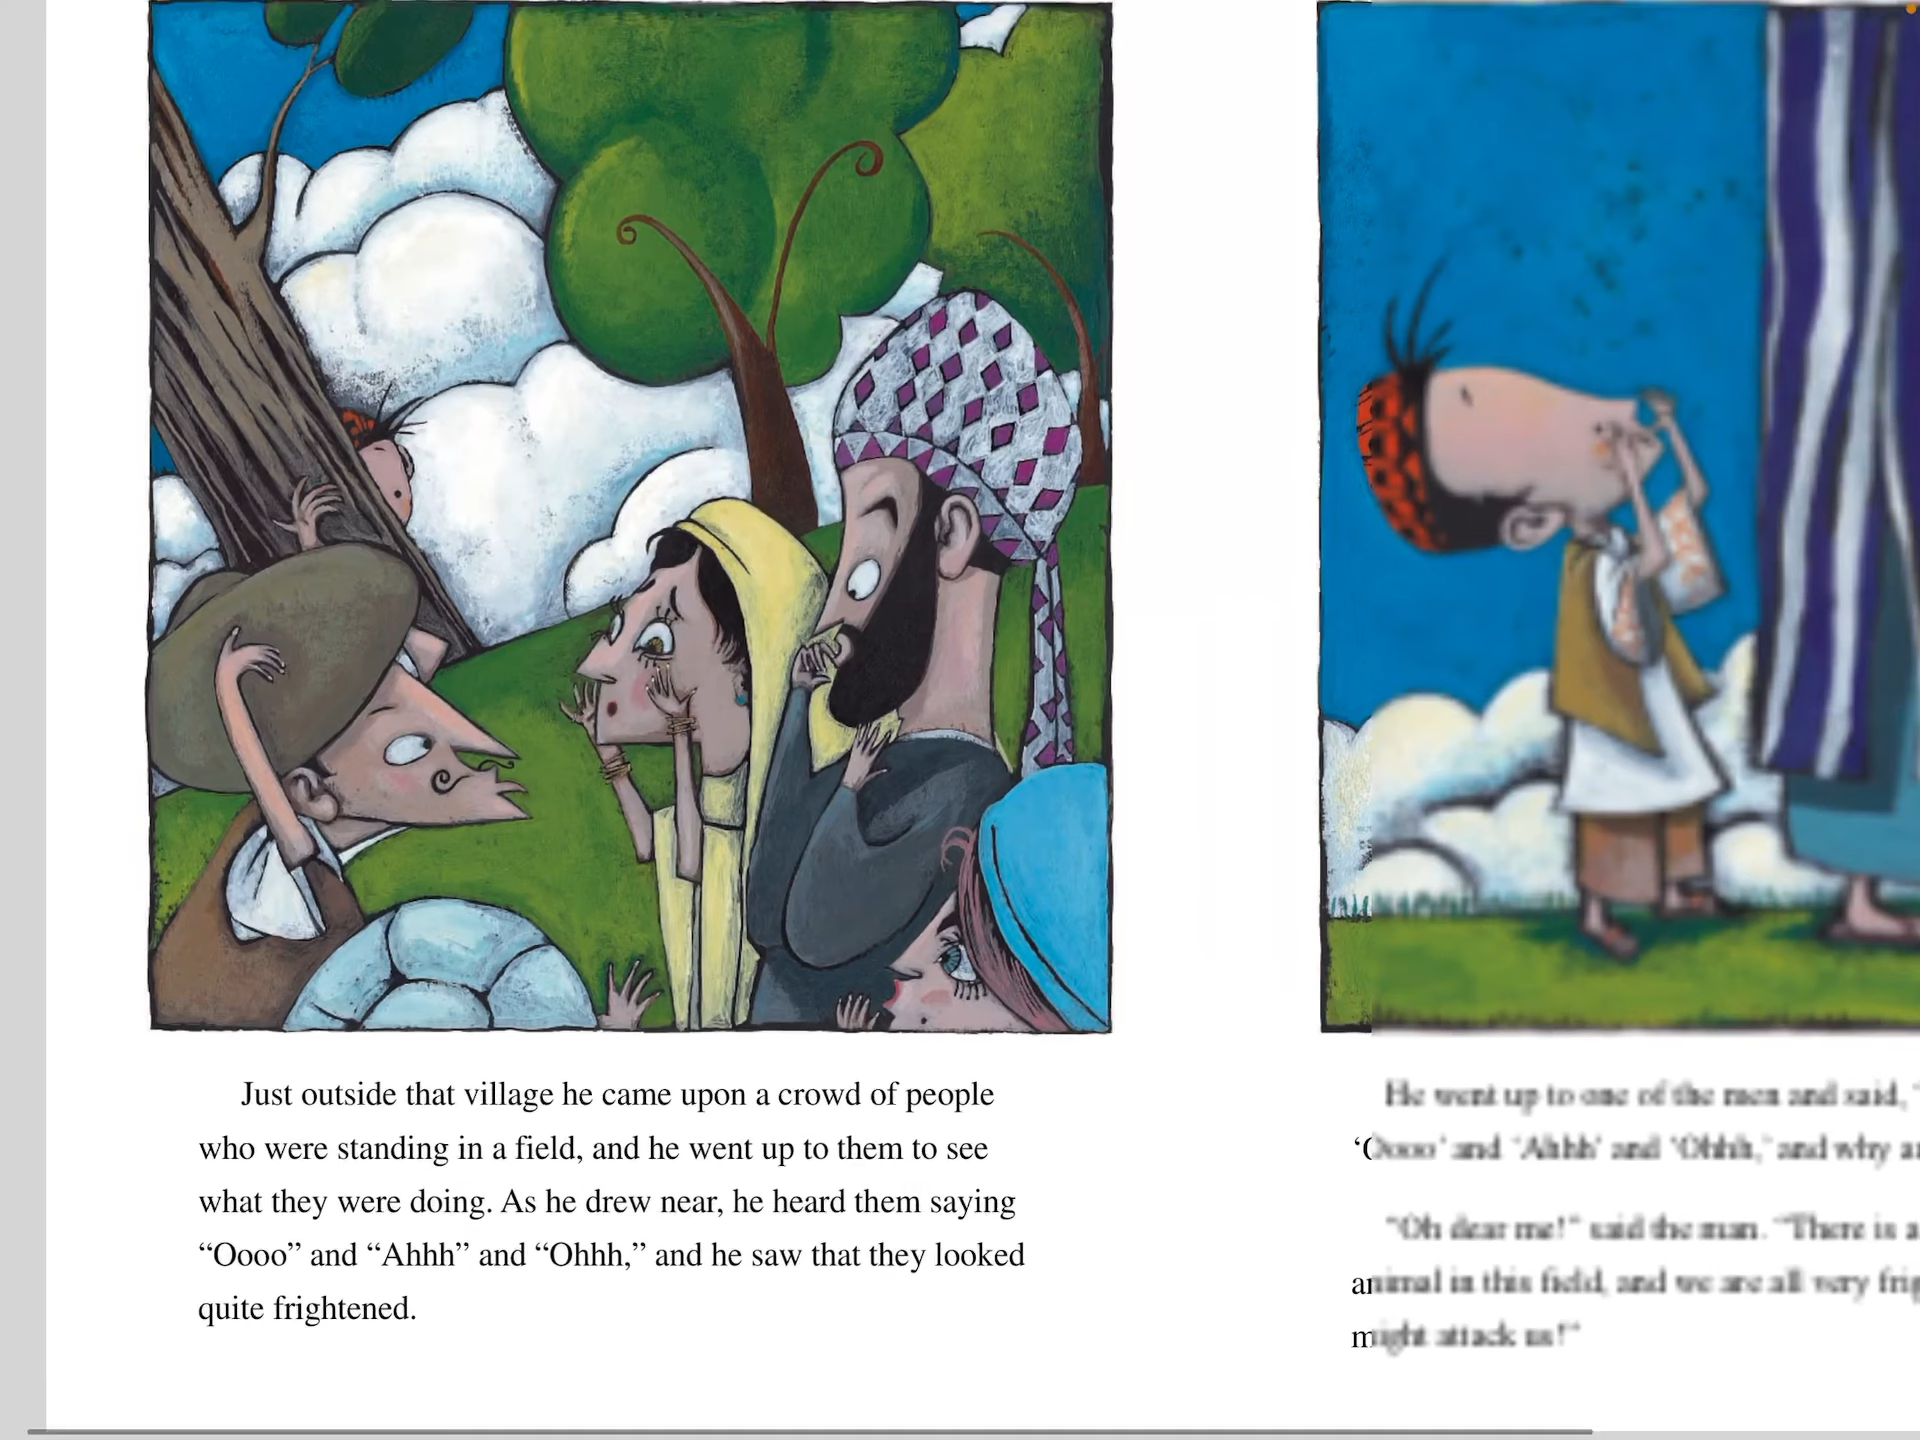 Just outside that village he came upon a crowd of people
who were standing in a field, and he went up to them to see
what they were doing. As he drew near, he heard them saying
“Oooo” and “Ahhh” and “Ohhh,” and he saw that they looked
quite frightened.
He went up to one of the men and said,
‘Oooo’ and ‘Ahhh’ and ‘Ohhh,’ and why
“Oh dear me!” said the man. “There is a
animal in this field, and we are all very
might attack us!”